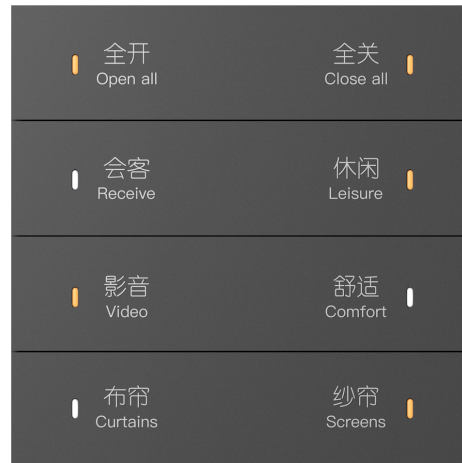 全开
Open all
全关
Close all
会客
Receive
休闲
Leisure
影音
Video
舒适
Comfort
布帘
Curtains
纱帘
Screens